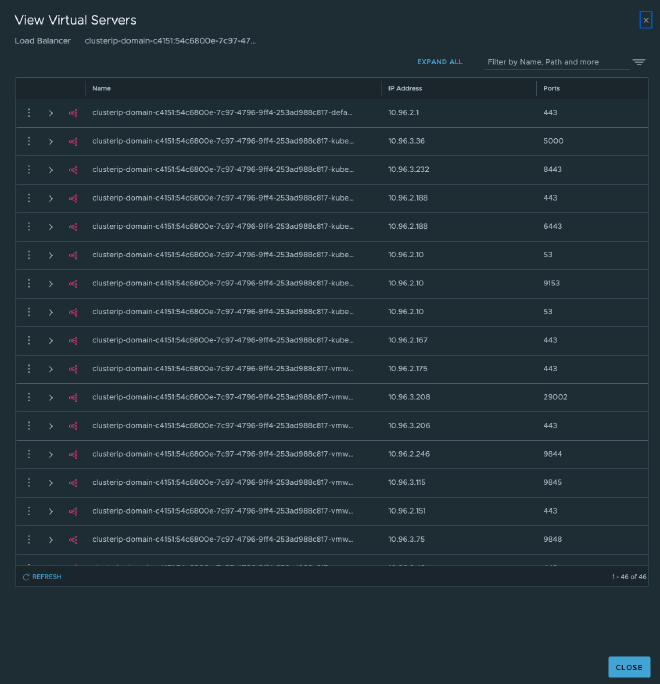 View Virtual Servers
Load Balancer clusterip-domain-c4151:54c6800e-7c97-47...
EXPAND ALL Filter by Name, Path and more
Name IP Address Ports
clusterip-domain-c4151:54c6800e-7c97-4796-9ff4-253ad988c817-defa... 10.96.2.1 443
clusterip-domain-c4151:54c6800e-7c97-4796-9ff4-253ad988c817-kube... 10.96.3.36 5000
clusterip-domain-c4151:54c6800e-7c97-4796-9ff4-253ad988c817-kube... 10.96.3.232 8443
clusterip-domain-c4151:54c6800e-7c97-4796-9ff4-253ad988c817-kube... 10.96.2.188 443
clusterip-domain-c4151:54c6800e-7c97-4796-9ff4-253ad988c817-kube... 10.96.2.188 6443
clusterip-domain-c4151:54c6800e-7c97-4796-9ff4-253ad988c817-kube... 10.96.2.10 53
clusterip-domain-c4151:54c6800e-7c97-4796-9ff4-253ad988c817-kube... 10.96.2.10 9153
clusterip-domain-c4151:54c6800e-7c97-4796-9ff4-253ad988c817-kube... 10.96.2.10 53
clusterip-domain-c4151:54c6800e-7c97-4796-9ff4-253ad988c817-kube... 10.96.2.167 443
clusterip-domain-c4151:54c6800e-7c97-4796-9ff4-253ad988c817-vmw... 10.96.2.175 443
clusterip-domain-c4151:54c6800e-7c97-4796-9ff4-253ad988c817-vmw... 10.96.3.208 29002
clusterip-domain-c4151:54c6800e-7c97-4796-9ff4-253ad988c817-vmw... 10.96.3.206 443
clusterip-domain-c4151:54c6800e-7c97-4796-9ff4-253ad988c817-vmw... 10.96.2.246 9844
clusterip-domain-c4151:54c6800e-7c97-4796-9ff4-253ad988c817-vmw... 10.96.3.115 9845
clusterip-domain-c4151:54c6800e-7c97-4796-9ff4-253ad988c817-vmw... 10.96.2.151 443
clusterip-domain-c4151:54c6800e-7c97-4796-9ff4-253ad988c817-vmw... 10.96.3.75 9848
REFRESH 1 - 46 of 46
CLOSE